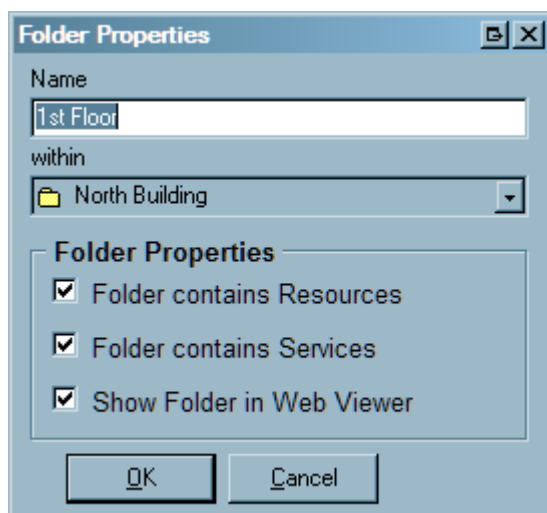 Folder Properties
Name
1st Floor
within
North Building
Folder Properties
Folder contains Resources
Folder contains Services
Show Folder in Web Viewer
OK Cancel